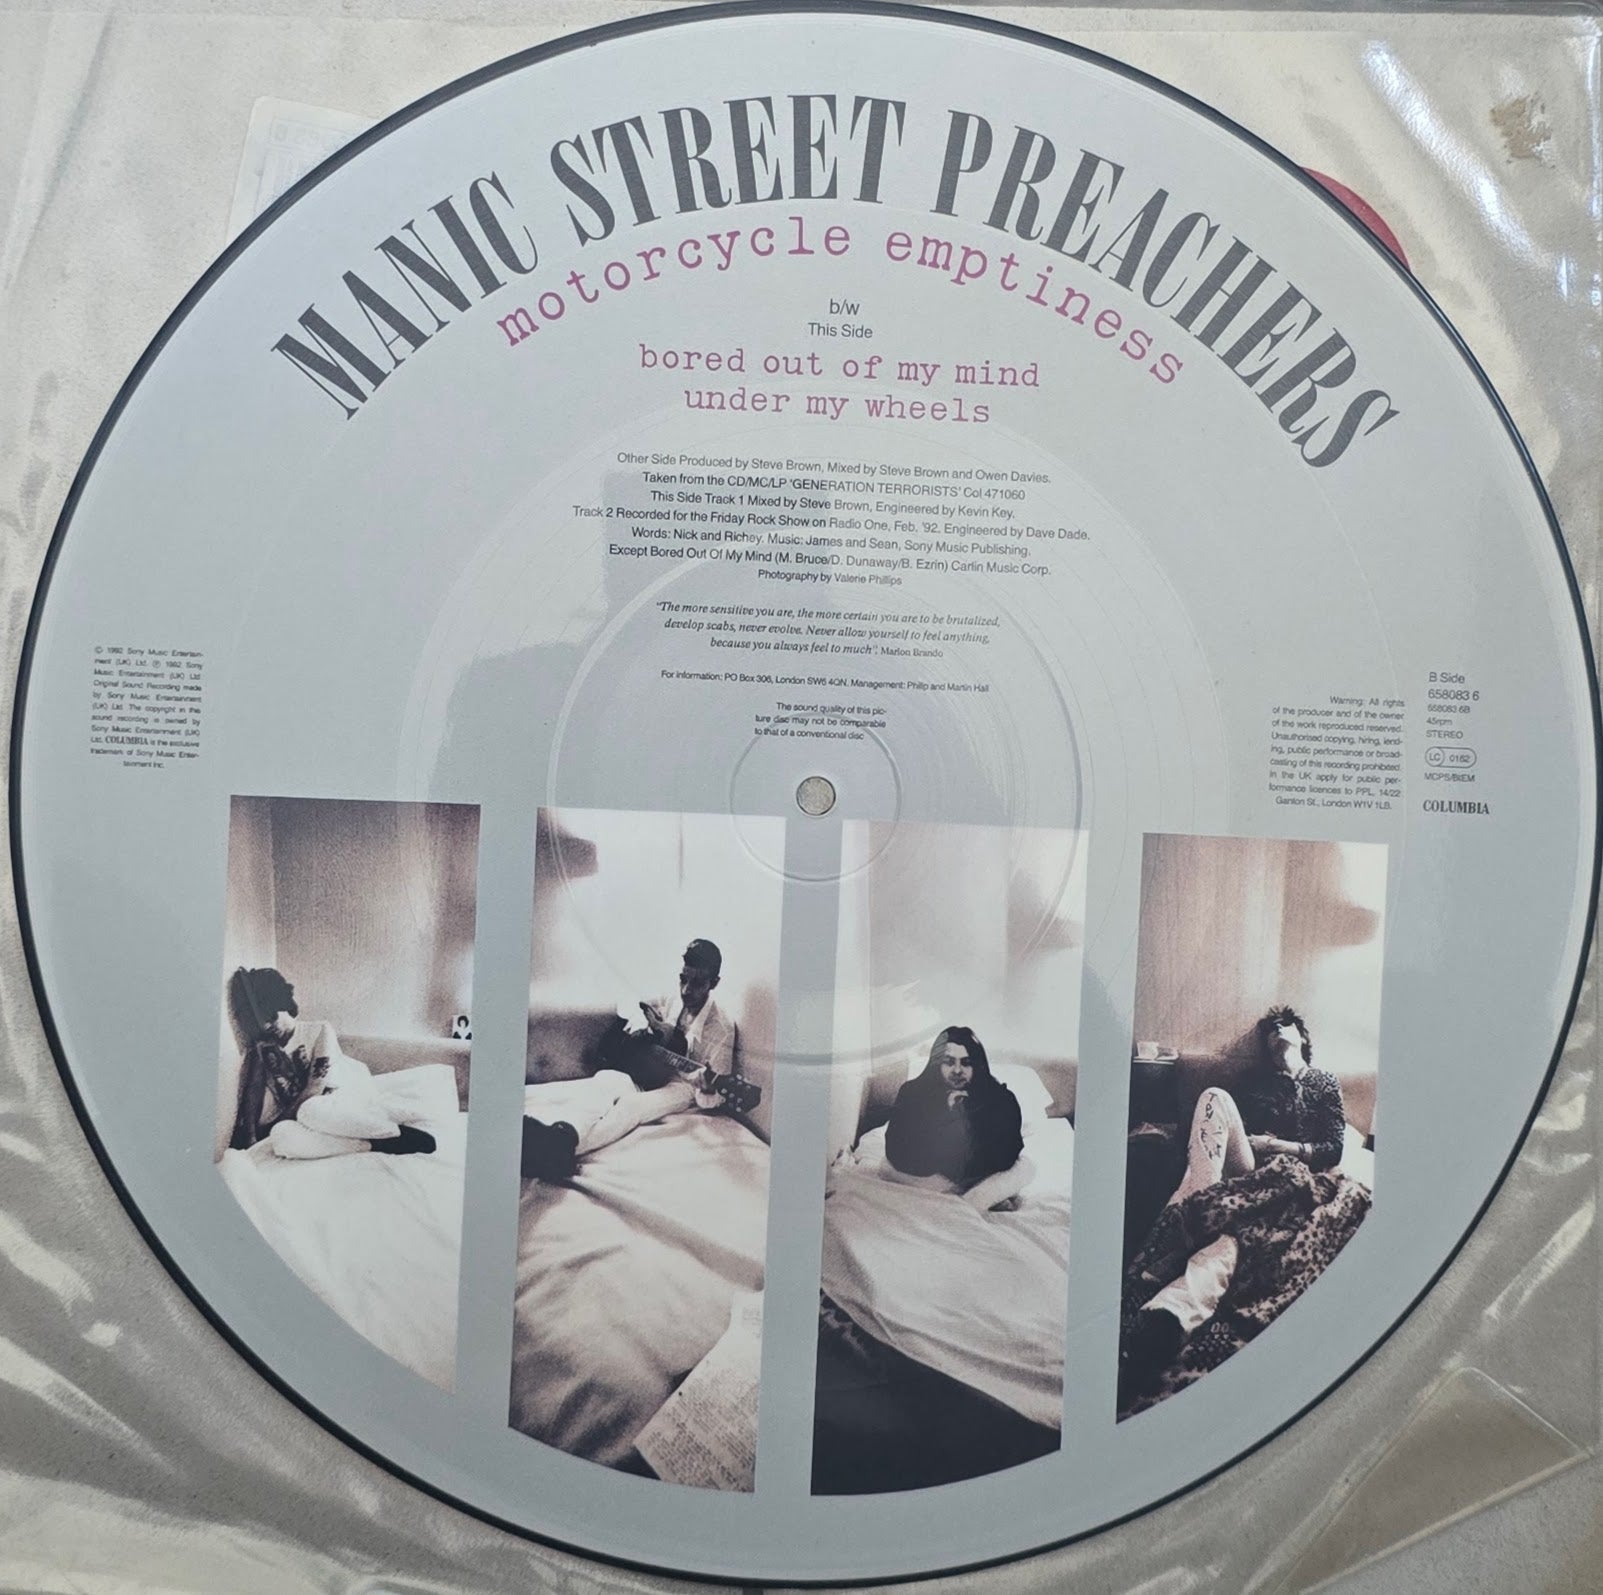 MANIC STREET PREACHERS
motorcycle emptiness
b/w
This Side
bored out of my mind
under my wheels
Other Side Produced by Steve Brown, Mixed by Steve Brown and Owen Davies.
Taken from the CD/MC/LP 'GENERATION TERRORISTS' Col 471060
This Side Track 1 Mixed by Steve Brown, Engineered by Kevin Key.
Track 2 Recorded for the Friday Rock Show on Radio One, Feb. '92. Engineered by Dave Dade.
Words: Nick and Richey. Music: James and Sean, Sony Music Publishing.
Except Bored Out Of My Mind (M. Bruce/D. Dunaway/B. Ezrin) Carlin Music Corp.
Photography by Valerie Phillips
"The more sensitive you are, the more certain you are to be brutalized,
develop scabs, never evolve. Never allow yourself to feel anything,
because you always feel to much". Marlon Brando
For Information: PO Box 306, London SW6 4QN. Management: Philip and Martin Hall
The sound quality of this pic-
ture disc may not be comparable
to that of a conventional disc
© 1992 Sony Music Entertain-
ment (UK) Ltd. ℗ 1992 Sony
Music Entertainment (UK) Ltd
Original Sound Recording made
by Sony Music Entertainment
(UK) Ltd. The copyright in this
sound recording is owned by
Sony Music Entertainment (UK)
Ltd. COLUMBIA is the exclusive
trademark of Sony Music Enter-
tainment Inc.
Warning: All rights
of the producer and of the owner
of the work reproduced reserved.
Unauthorised copying, hiring, lend-
ing, public performance or broad-
casting of this recording prohibited.
In the UK apply for public per-
formance licences to PPL, 14/22
Ganton St., London W1V 1LB.
B Side
658083 6
658083 6B
45rpm
STEREO
LC 0162
MCPS/BIEM
COLUMBIA